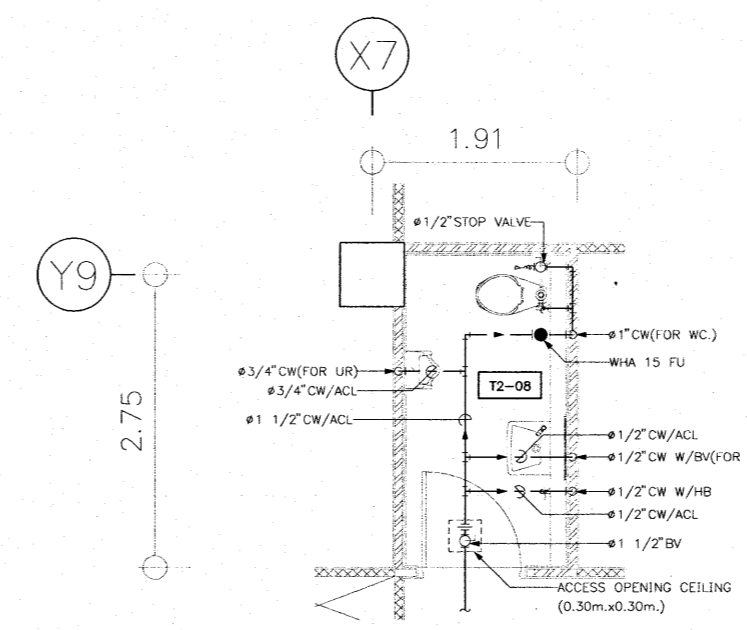 X7
1.91
ø1/2"STOP VALVE
Y9
ø1"CW(FOR WC.)
WHA 15 FU
ø3/4"CW(FOR UR)
ø3/4"CW/ACL
T2-08
ø1 1/2"CW/ACL
2.75
ø1/2"CW/ACL
ø1/2"CW W/BV(FOR
ø1/2"CW W/HB
ø1/2"CW/ACL
ø1 1/2"BV
ACCESS OPENING CEILING
(0.30m.x0.30m.)